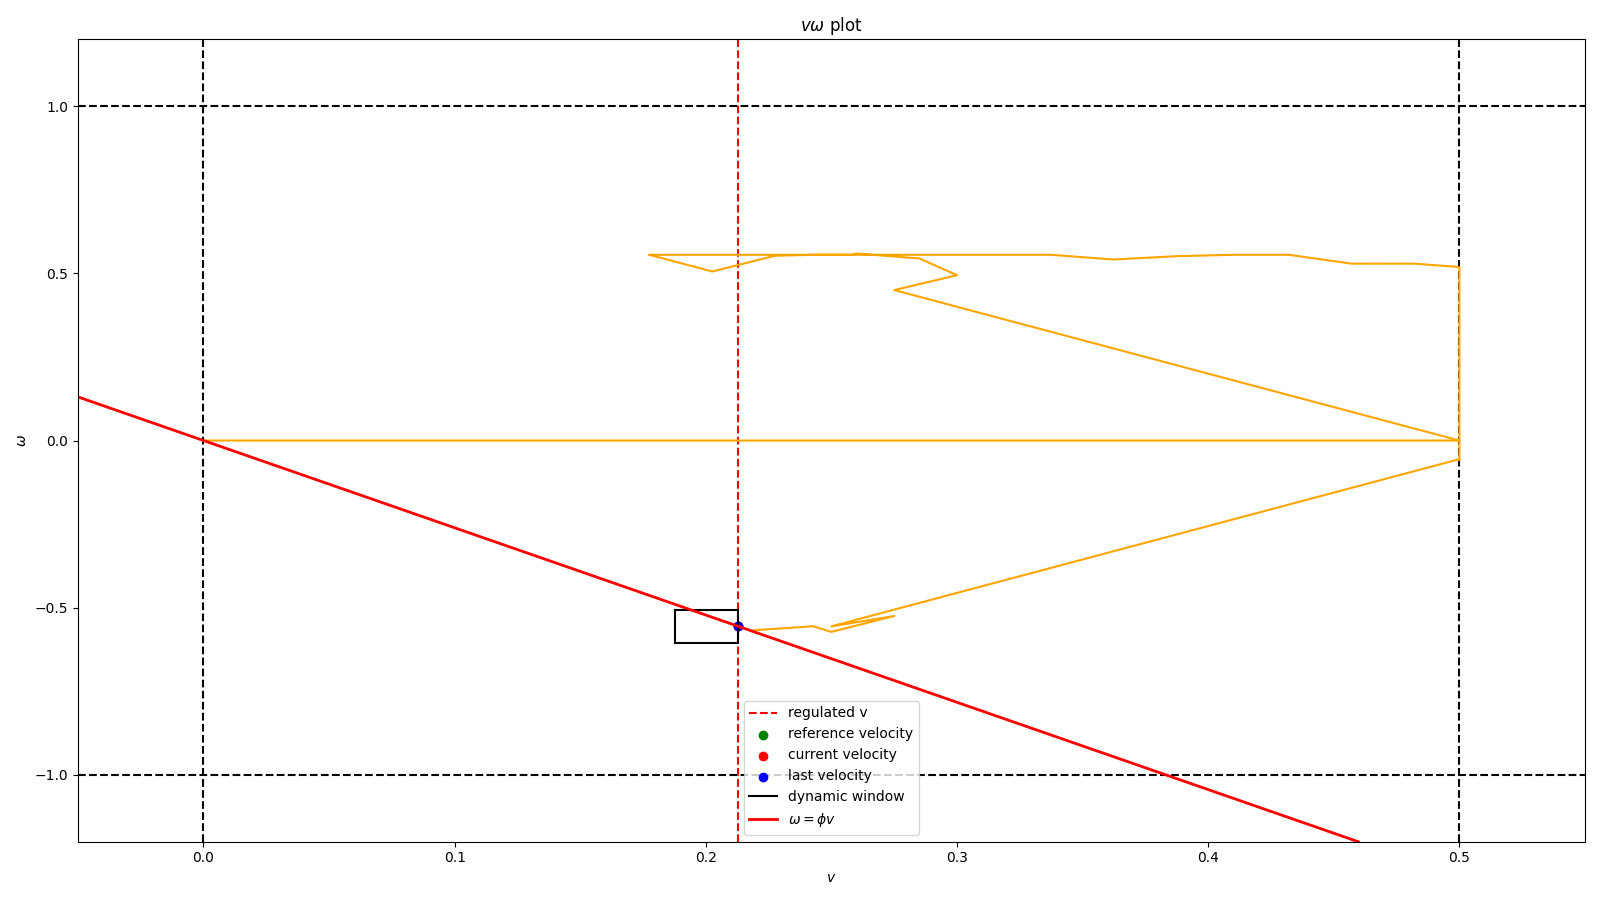 vω plot
1.0
0.5
0.0
−0.5
−1.0
ω
regulated v
reference velocity
current velocity
last velocity
dynamic window
ω = ϕv
0.0 0.1 0.2 0.3 0.4 0.5
v